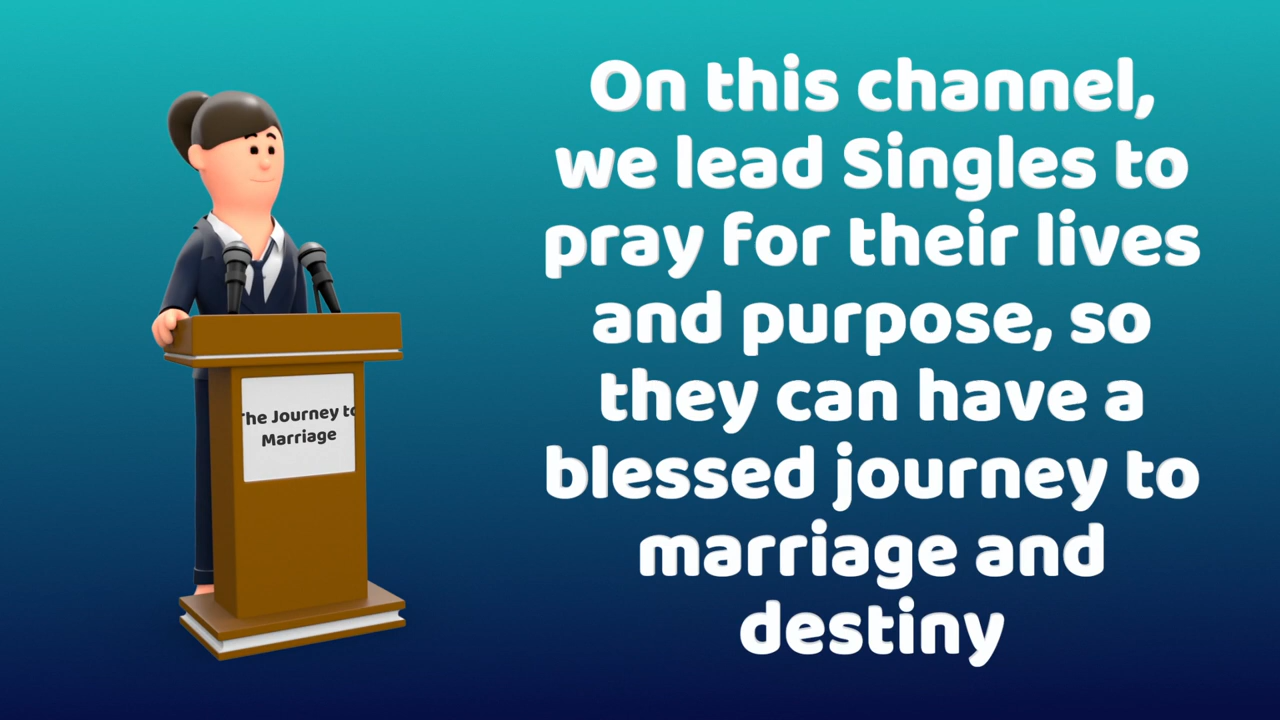 On this channel,
we lead Singles to
pray for their lives
and purpose, so
they can have a
blessed journey to
marriage and
destiny
he Journey to
Marriage